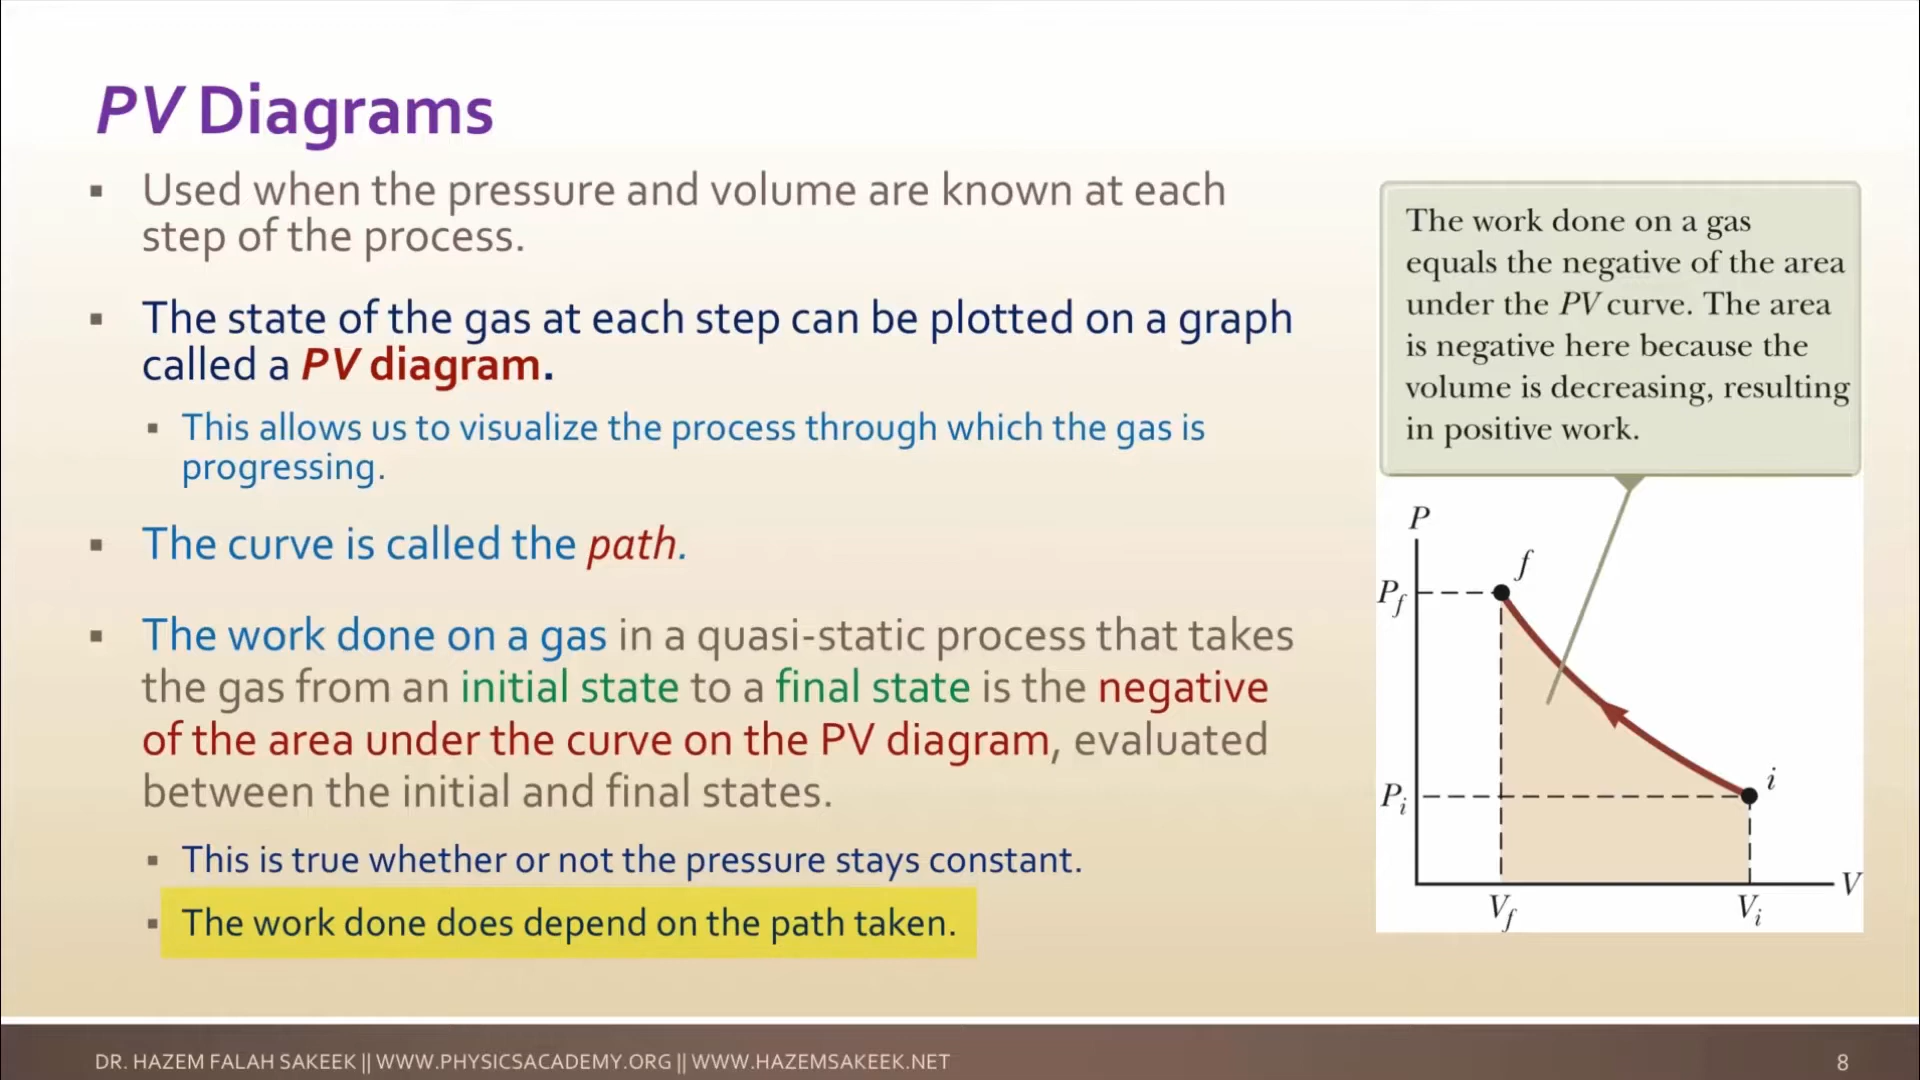 PV Diagrams
▪ Used when the pressure and volume are known at each
step of the process.
▪ The state of the gas at each step can be plotted on a graph
called a PV diagram.
▪ This allows us to visualize the process through which the gas is
progressing.
▪ The curve is called the path.
▪ The work done on a gas in a quasi-static process that takes
the gas from an initial state to a final state is the negative
of the area under the curve on the PV diagram, evaluated
between the initial and final states.
▪ This is true whether or not the pressure stays constant.
▪ The work done does depend on the path taken.
The work done on a gas
equals the negative of the area
under the PV curve. The area
is negative here because the
volume is decreasing, resulting
in positive work.
P
f
Pf
i
Pi
V
Vf
Vi
DR. HAZEM FALAH SAKEEK || WWW.PHYSICSACADEMY.ORG || WWW.HAZEMSAKEEK.NET
8